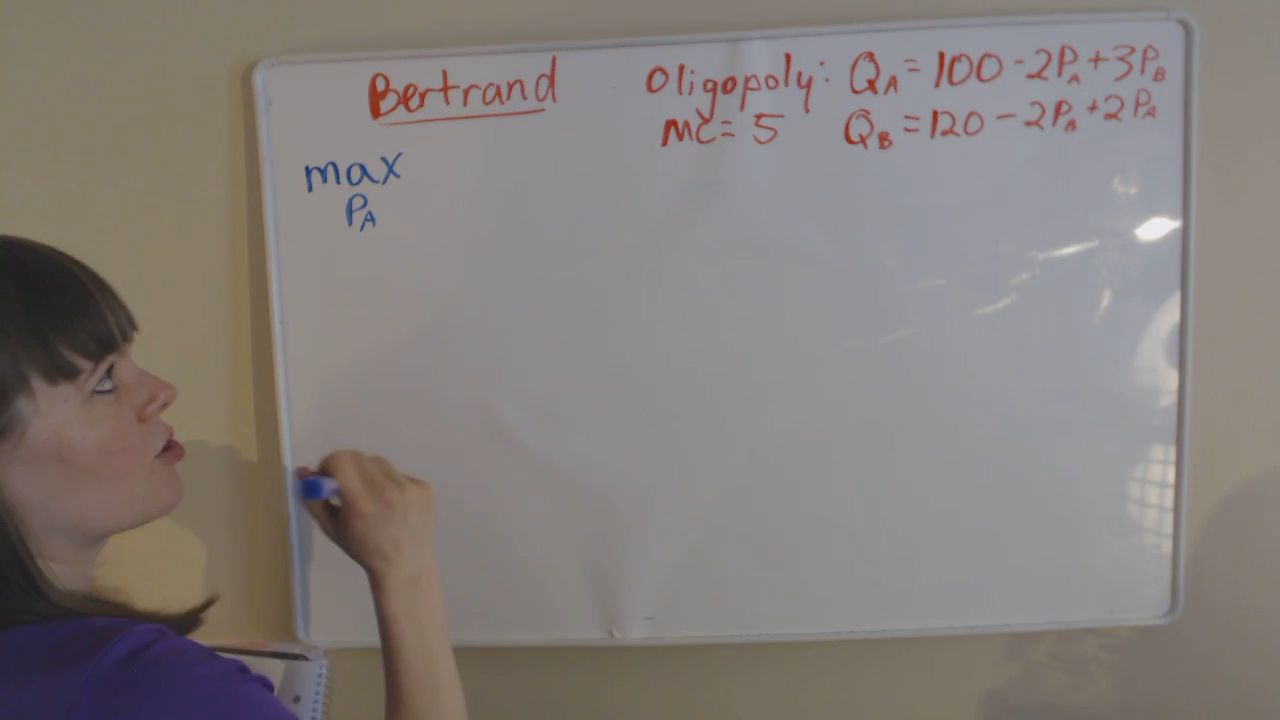 Bertrand
Oligopoly: Q_A = 100 - 2P_A + 3P_B
MC = 5 Q_B = 120 - 2P_B + 2P_A
max
P_A